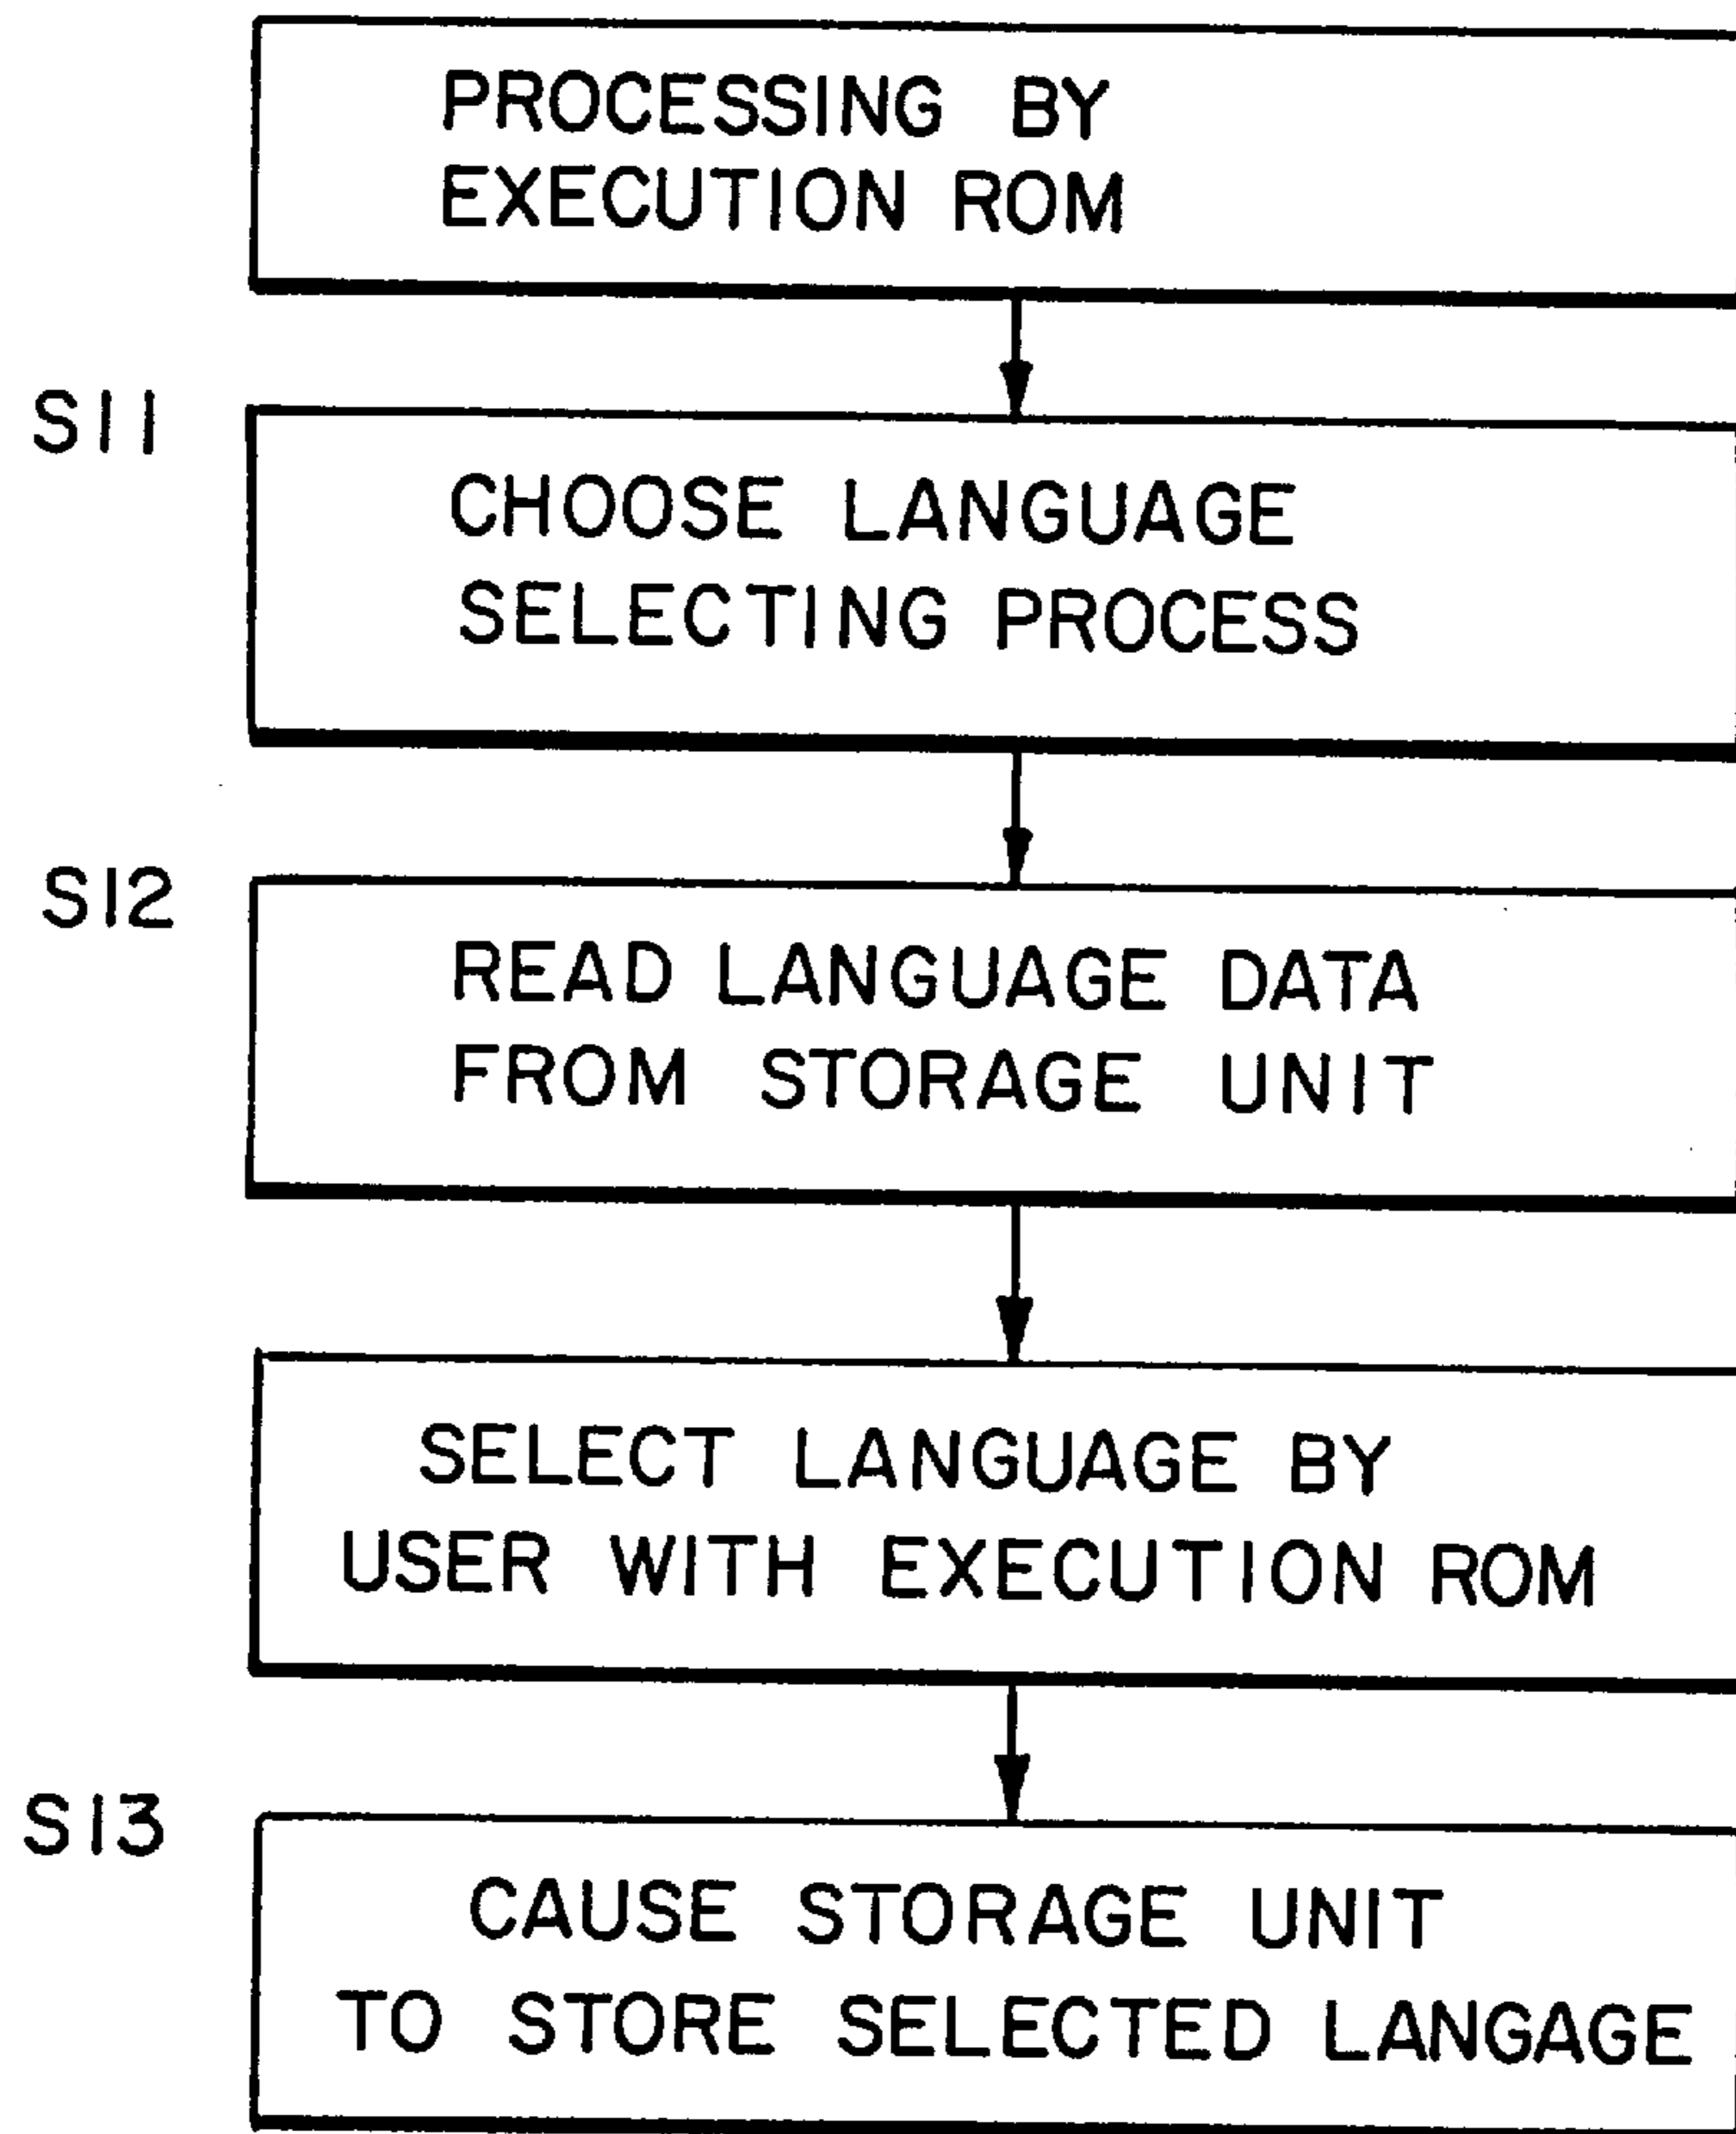 PROCESSING BY
EXECUTION ROM
S11
CHOOSE LANGUAGE
SELECTING PROCESS
S12
READ LANGUAGE DATA
FROM STORAGE UNIT
SELECT LANGUAGE BY
USER WITH EXECUTION ROM
S13
CAUSE STORAGE UNIT
TO STORE SELECTED LANGAGE